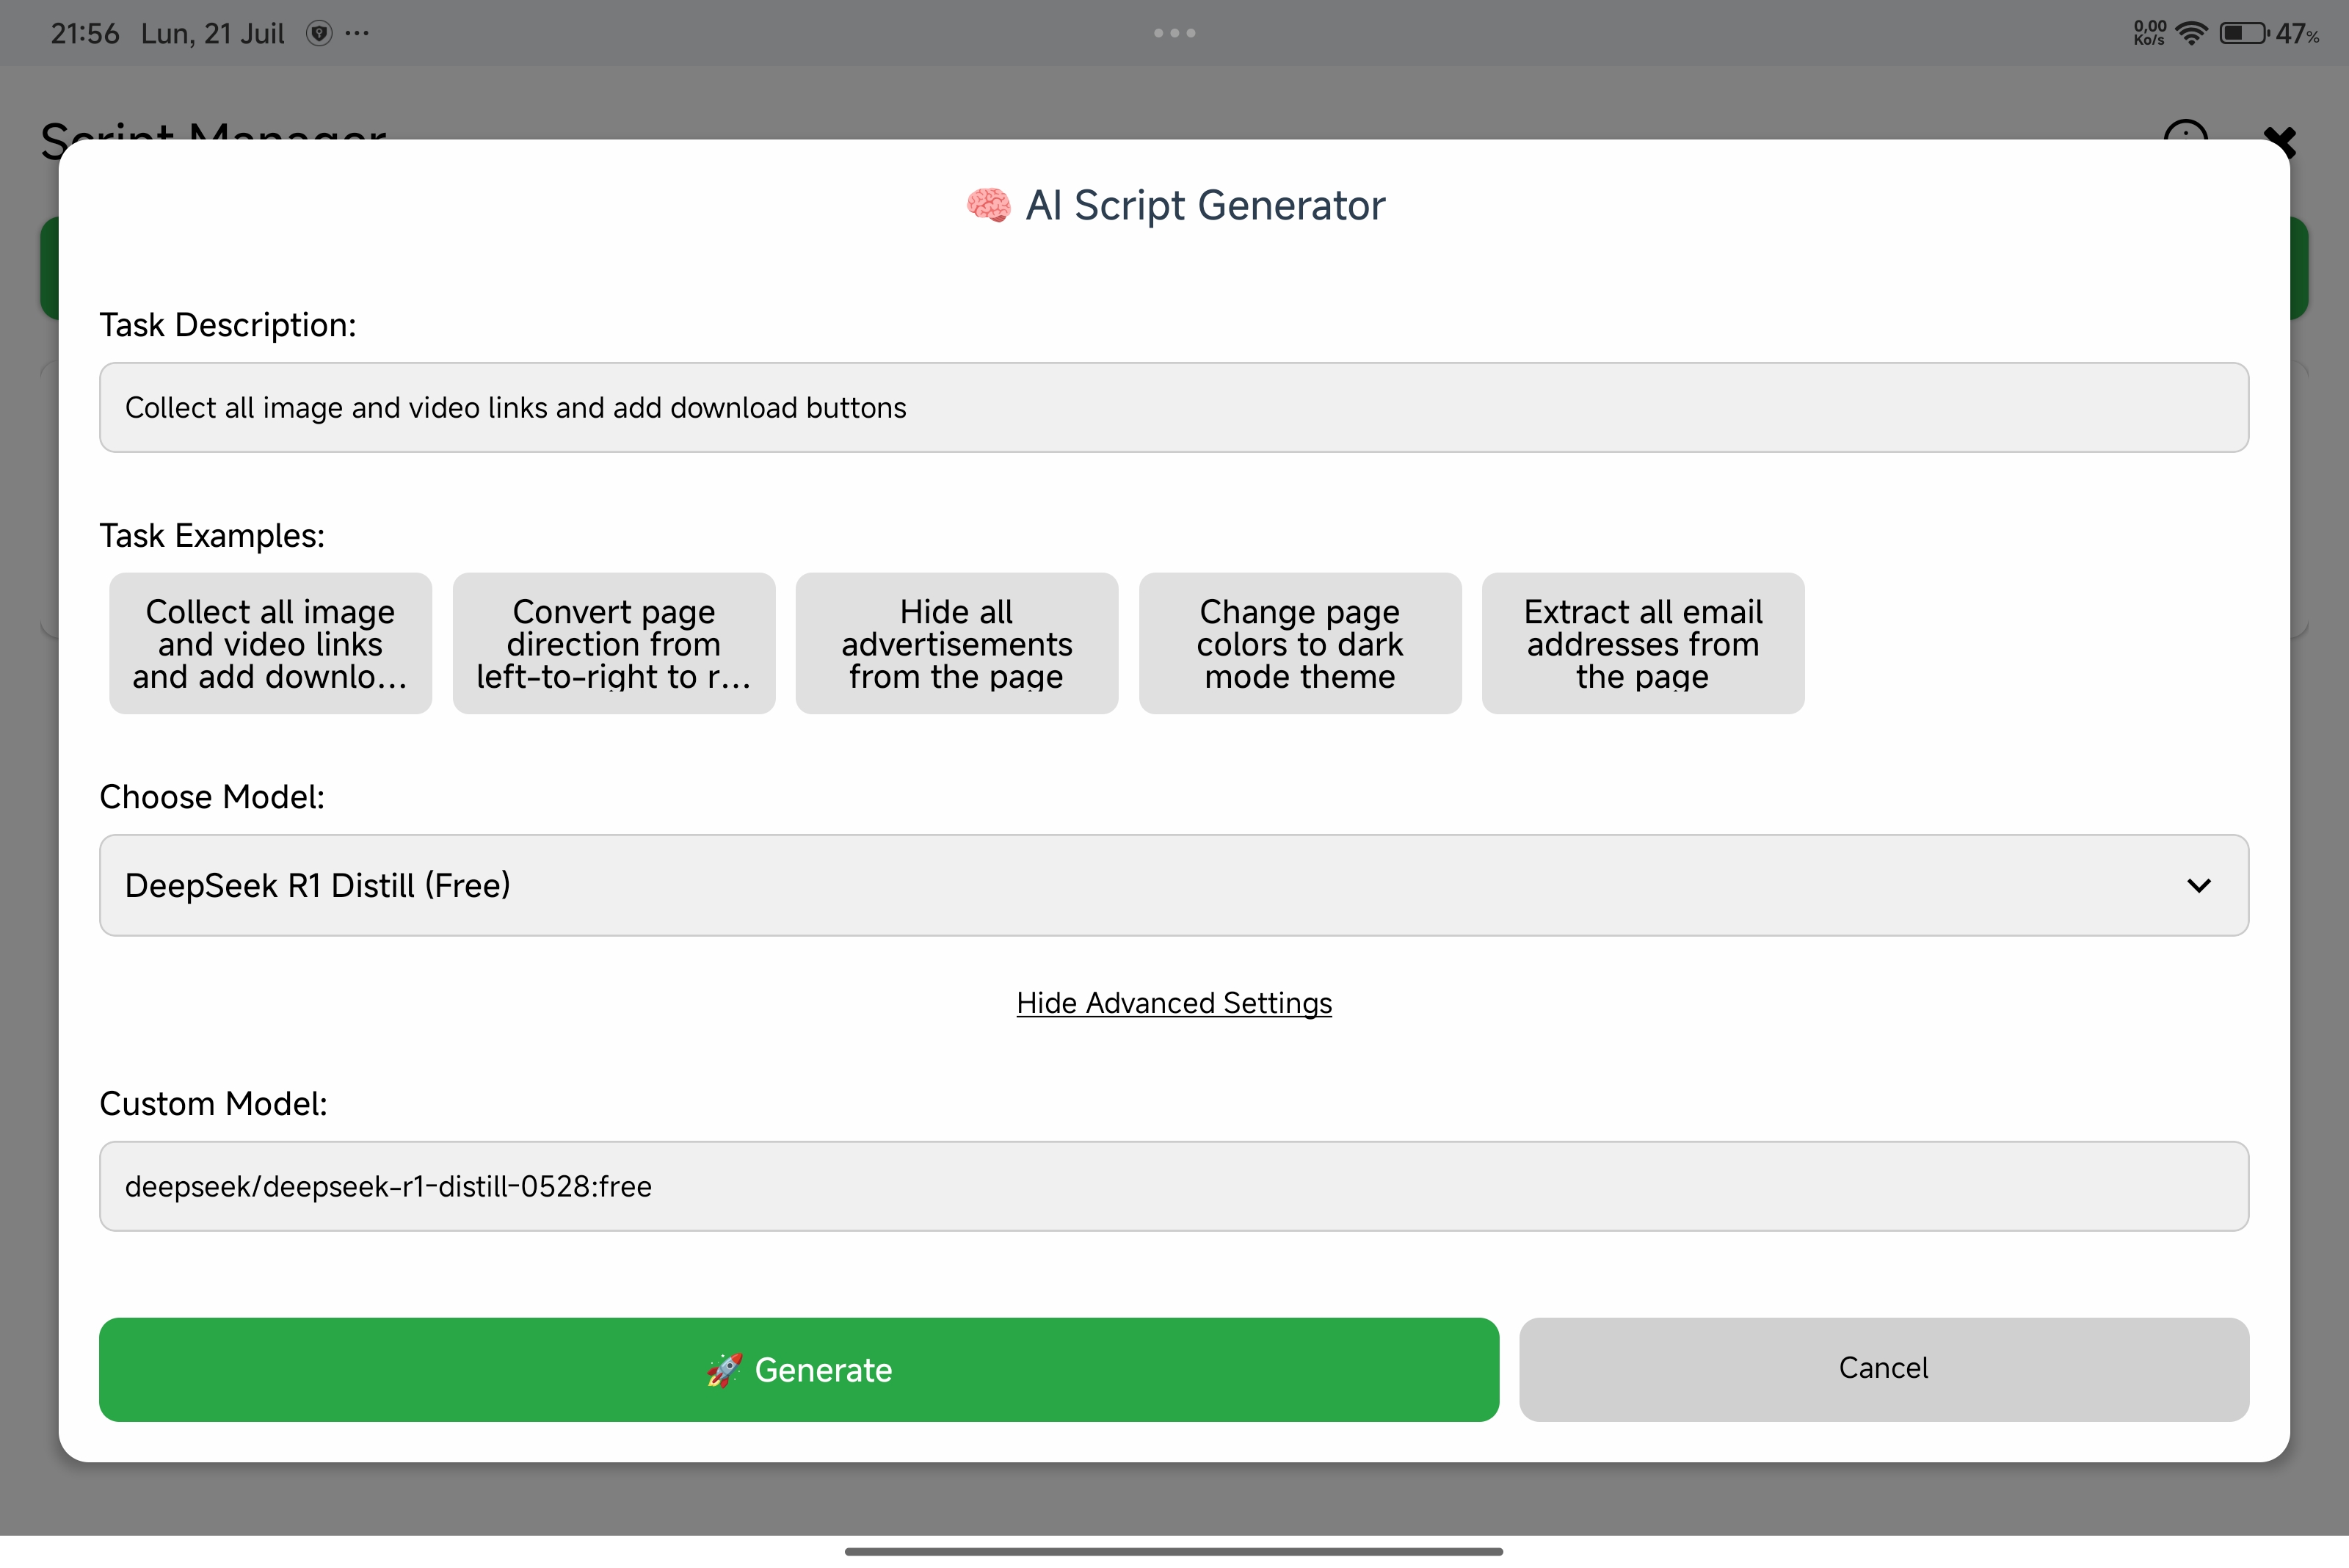 21:56 Lun, 21 Juil
0,00 Ko/s 47%
Script Manager
🧠 AI Script Generator
Task Description:
Collect all image and video links and add download buttons
Task Examples:
Collect all image
and video links
and add downlo...
Convert page
direction from
left-to-right to r...
Hide all
advertisements
from the page
Change page
colors to dark
mode theme
Extract all email
addresses from
the page
Choose Model:
DeepSeek R1 Distill (Free)
Hide Advanced Settings
Custom Model:
deepseek/deepseek-r1-distill-0528:free
🚀 Generate
Cancel